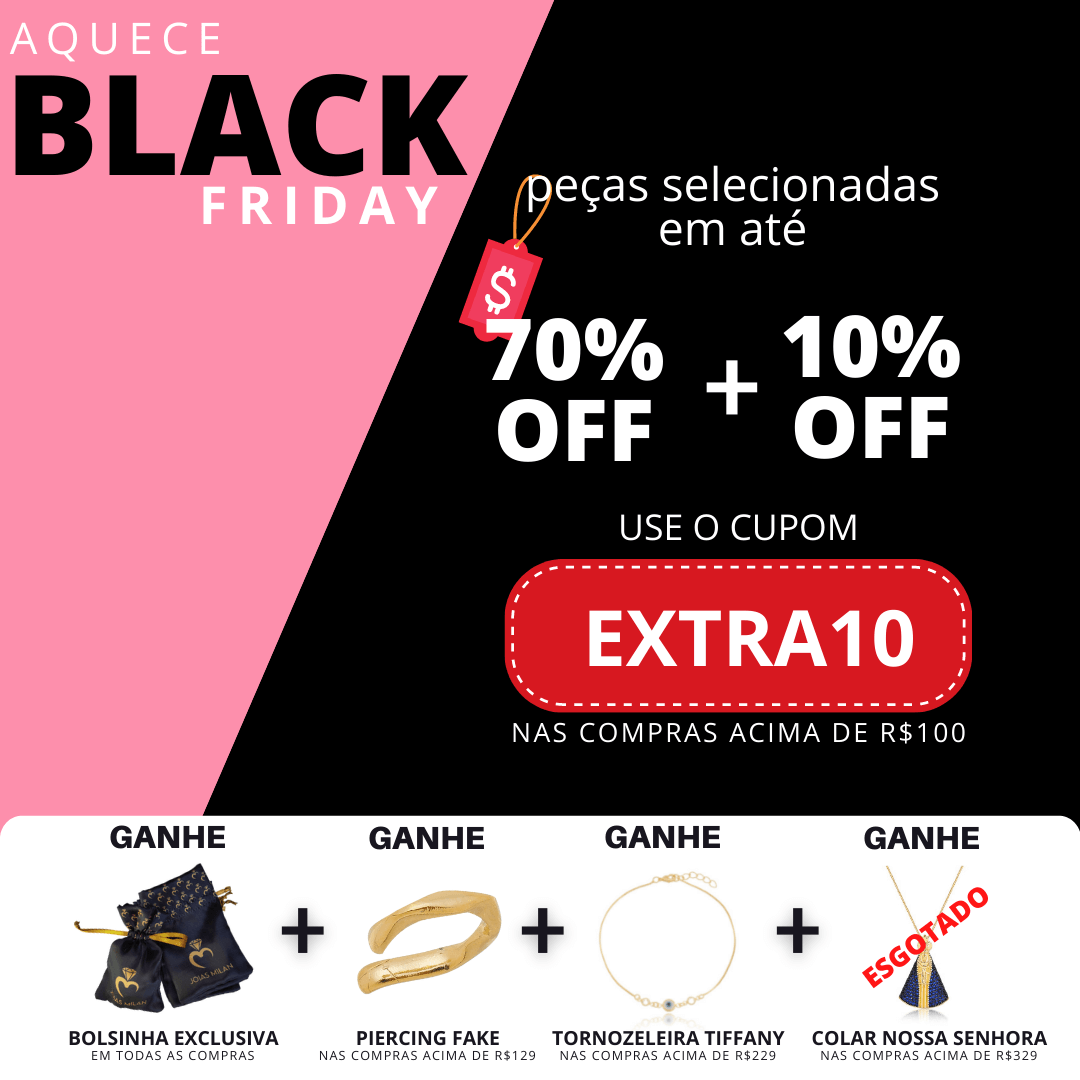 AQUECE
BLACK
FRIDAY
peças selecionadas
em até
$
70%
OFF
+
10%
OFF
USE O CUPOM
EXTRA10
NAS COMPRAS ACIMA DE R$100
GANHE
JOIAS MILAN
BOLSINHA EXCLUSIVA
EM TODAS AS COMPRAS
+
GANHE
PIERCING FAKE
NAS COMPRAS ACIMA DE R$129
+
GANHE
TORNOZELEIRA TIFFANY
NAS COMPRAS ACIMA DE R$229
+
GANHE
ESGOTADO
COLAR NOSSA SENHORA
NAS COMPRAS ACIMA DE R$329